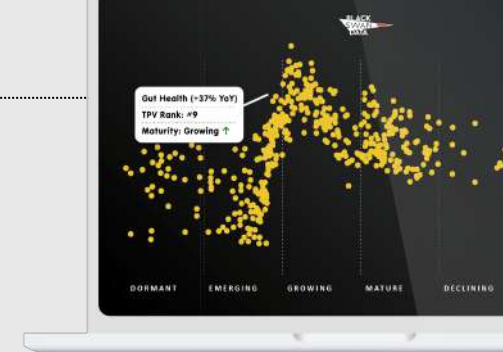 BLACK
SWAN
DATA
Gut Health (+37% YoY)
TPV Rank: #9
Maturity: Growing ↑
DORMANT EMERGING GROWING MATURE DECLINING